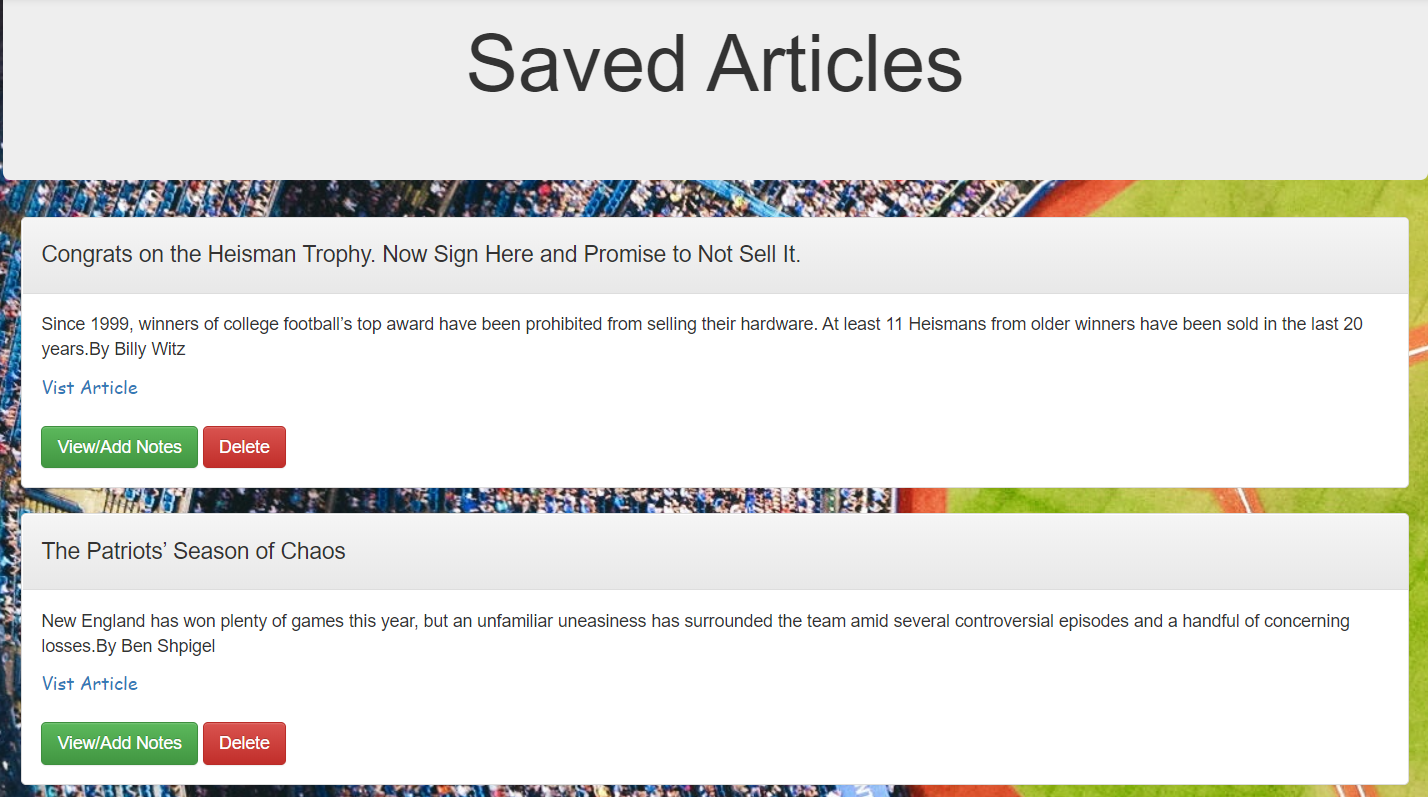 Saved Articles
Congrats on the Heisman Trophy. Now Sign Here and Promise to Not Sell It.
Since 1999, winners of college football’s top award have been prohibited from selling their hardware. At least 11 Heismans from older winners have been sold in the last 20
years.By Billy Witz
Vist Article
View/Add Notes Delete
The Patriots’ Season of Chaos
New England has won plenty of games this year, but an unfamiliar uneasiness has surrounded the team amid several controversial episodes and a handful of concerning
losses.By Ben Shpigel
Vist Article
View/Add Notes Delete